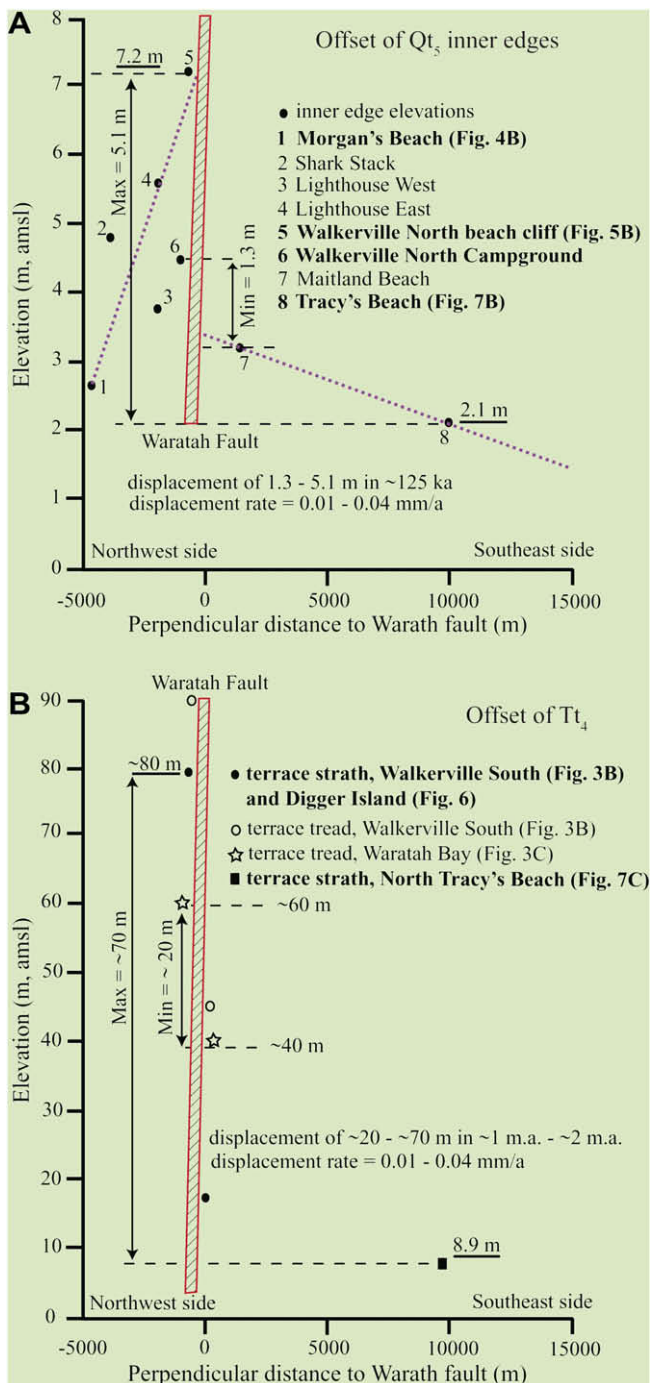 A
Offset of Qt5 inner edges
8
7
6
5
4
3
2
1
0
Elevation (m, amsl)
7.2 m
5
Max = 5.1 m
4
2
6
3
1
Min = 1.3 m
7
8
2.1 m
inner edge elevations
1 Morgan's Beach (Fig. 4B)
2 Shark Stack
3 Lighthouse West
4 Lighthouse East
5 Walkerville North beach cliff (Fig. 5B)
6 Walkerville North Campground
7 Maitland Beach
8 Tracy's Beach (Fig. 7B)
Waratah Fault
displacement of 1.3 - 5.1 m in ~125 ka
displacement rate = 0.01 - 0.04 mm/a
Northwest side
Southeast side
-5000 0 5000 10000 15000
Perpendicular distance to Warath fault (m)
B
Waratah Fault
Offset of Tt4
90
80
70
60
50
40
30
20
10
0
Elevation (m, amsl)
~80 m
Max = ~70 m
Min = ~ 20 m
~60 m
~40 m
terrace strath, Walkerville South (Fig. 3B)
and Digger Island (Fig. 6)
terrace tread, Walkerville South (Fig. 3B)
terrace tread, Waratah Bay (Fig. 3C)
terrace strath, North Tracy's Beach (Fig. 7C)
displacement of ~20 - ~70 m in ~1 m.a. - ~2 m.a.
displacement rate = 0.01 - 0.04 mm/a
8.9 m
Northwest side
Southeast side
-5000 0 5000 10000 15000
Perpendicular distance to Warath fault (m)